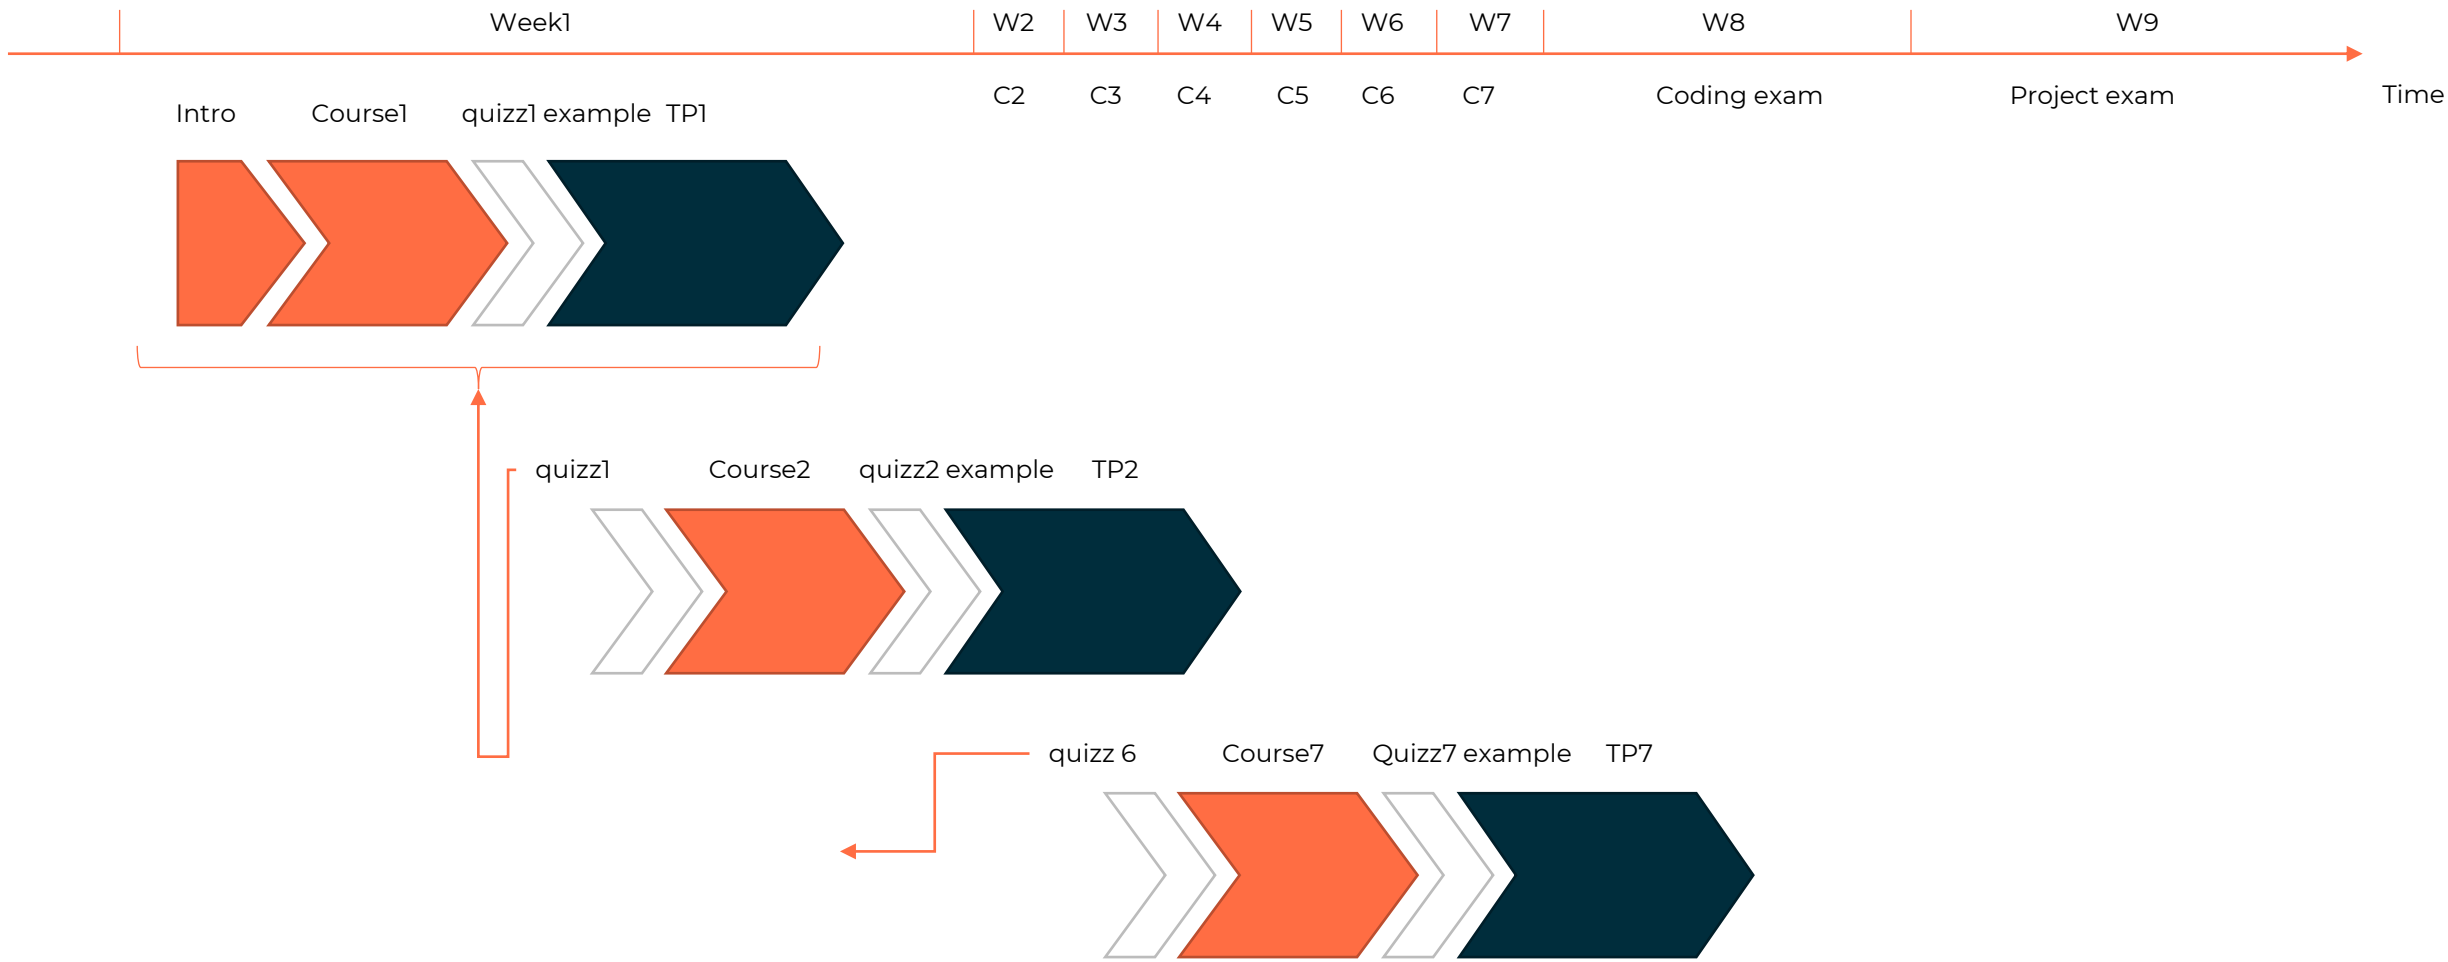 Week1 W2 W3 W4 W5 W6 W7 W8 W9
C2 C3 C4 C5 C6 C7 Coding exam Project exam Time
Intro Course1 quizz1 example TP1
quizz1 Course2 quizz2 example TP2
quizz 6 Course7 Quizz7 example TP7